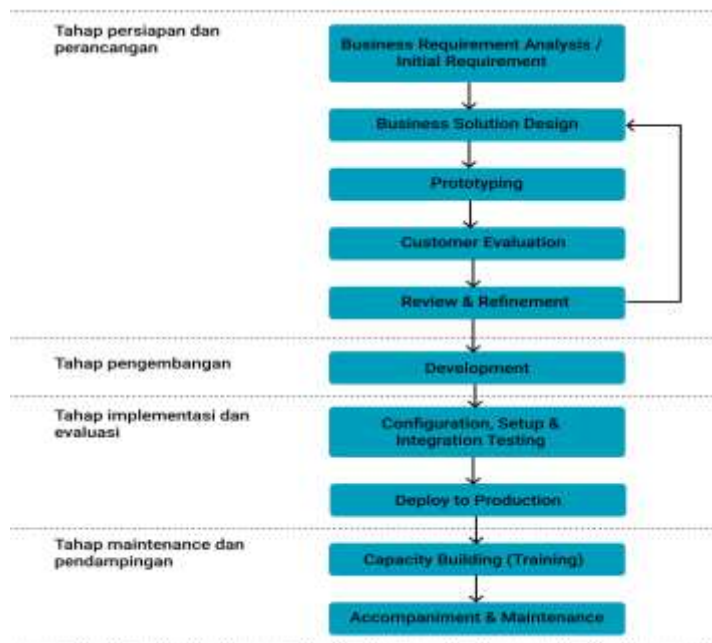 Tahap persiapan dan
perancangan
Business Requirement Analysis /
Initial Requirement
Business Solution Design
Prototyping
Customer Evaluation
Review & Refinement
Tahap pengembangan
Development
Tahap implementasi dan
evaluasi
Configuration, Setup &
Integration Testing
Deploy to Production
Tahap maintenance dan
pendampingan
Capacity Building (Training)
Accompaniment & Maintenance